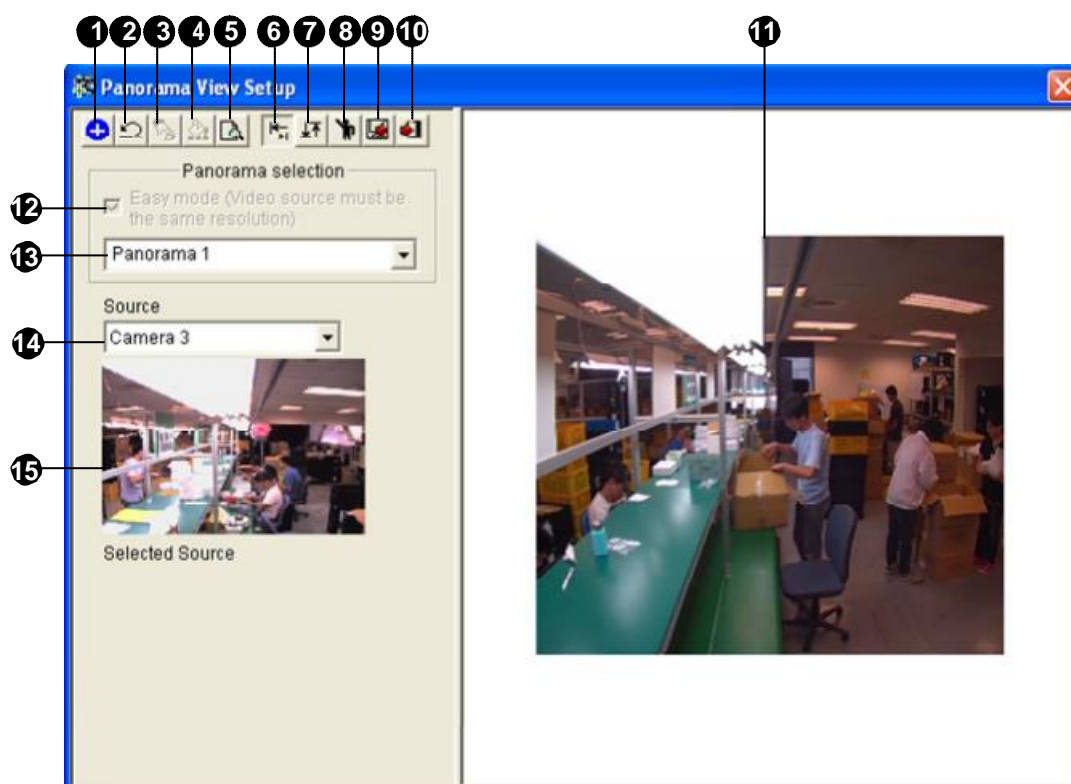 1 2 3 4 5 6 7 8 9 10 11
Panorama View Setup
Panorama selection
12
Easy mode (Video source must be
the same resolution)
13 Panorama 1
Source
14 Camera 3
15
Selected Source